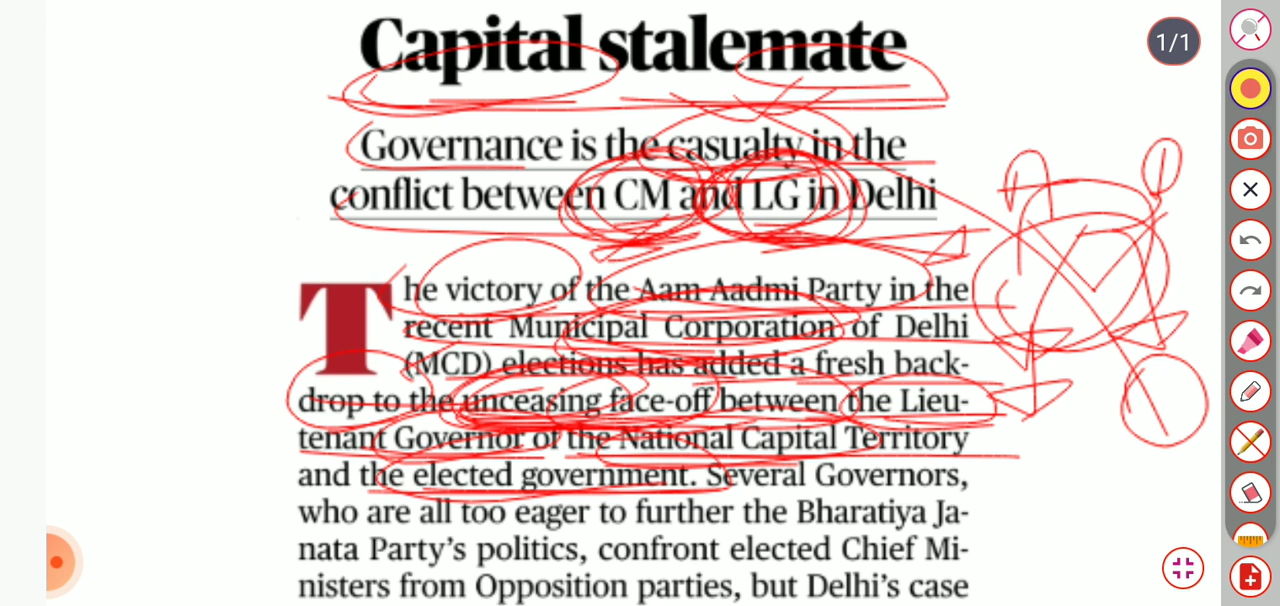 Capital stalemate
1/1
Governance is the casualty in the
conflict between CM and LG in Delhi
The victory of the Aam Aadmi Party in the
recent Municipal Corporation of Delhi
(MCD) elections has added a fresh back-
drop to the unceasing face-off between the Lieu-
tenant Governor of the National Capital Territory
and the elected government. Several Governors,
who are all too eager to further the Bharatiya Ja-
nata Party’s politics, confront elected Chief Mi-
nisters from Opposition parties, but Delhi’s case